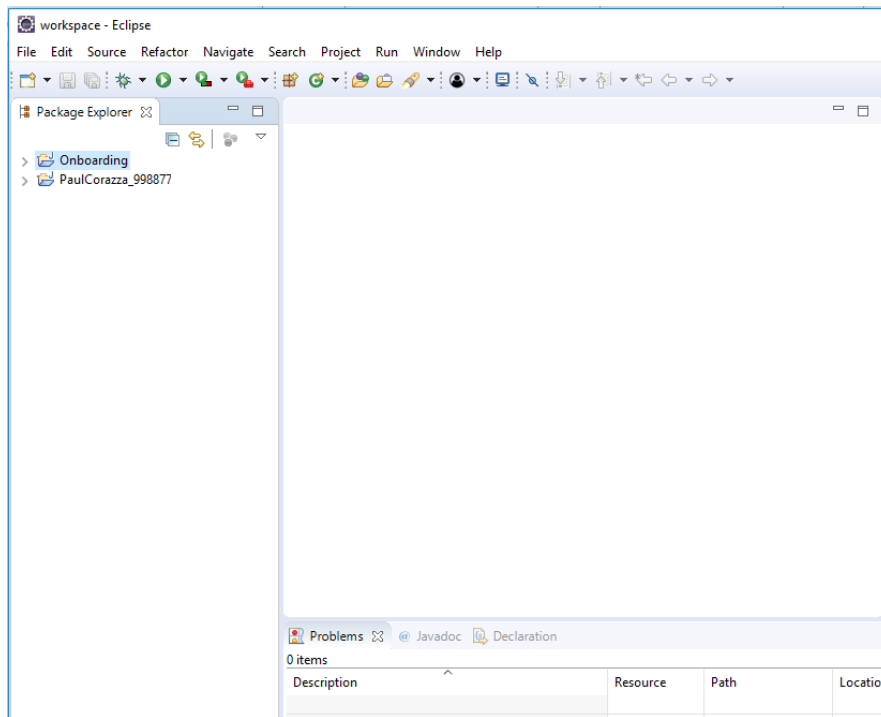 workspace - Eclipse
File Edit Source Refactor Navigate Search Project Run Window Help
Package Explorer
Onboarding
PaulCorazza_998877
Problems @ Javadoc Declaration
0 items
Description Resource Path Locatio